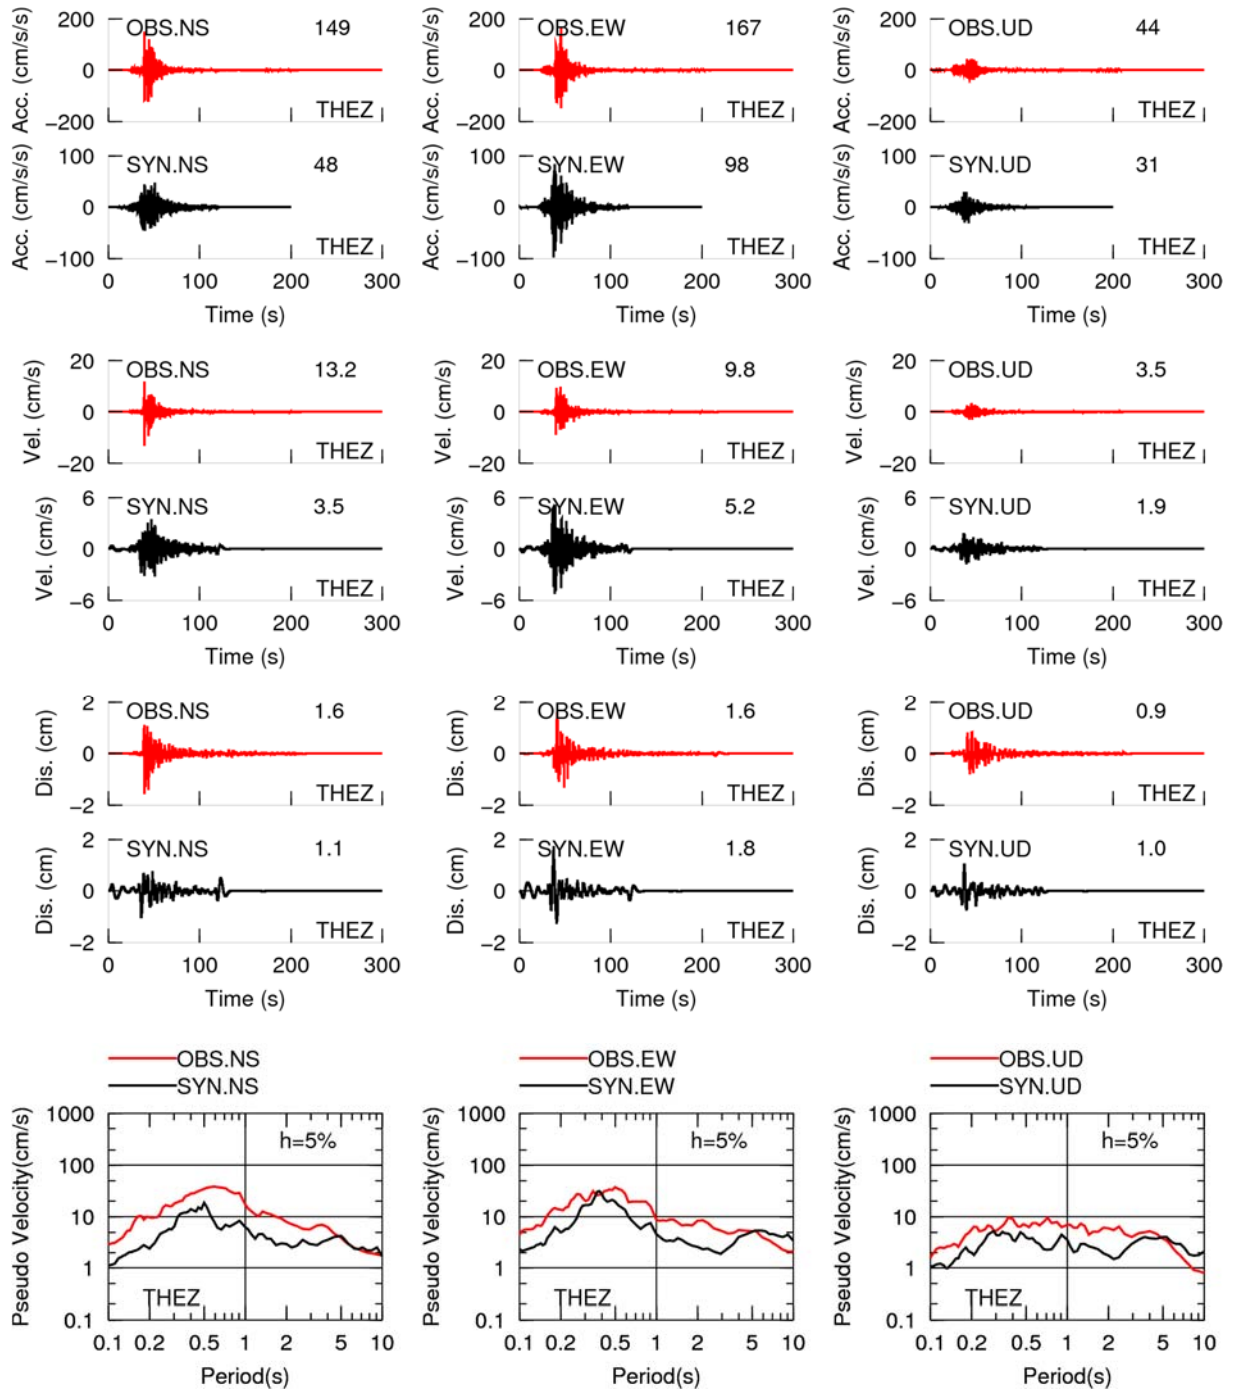 Acc. (cm/s/s) 200 0 −200 OBS.NS 149 THEZ
Acc. (cm/s/s) 200 0 −200 OBS.EW 167 THEZ
Acc. (cm/s/s) 200 0 −200 OBS.UD 44 THEZ
Acc. (cm/s/s) 100 0 −100 SYN.NS 48 THEZ
0 100 200 300
Time (s)
Acc. (cm/s/s) 100 0 −100 SYN.EW 98 THEZ
0 100 200 300
Time (s)
Acc. (cm/s/s) 100 0 −100 SYN.UD 31 THEZ
0 100 200 300
Time (s)
Vel. (cm/s) 20 0 −20 OBS.NS 13.2 THEZ
Vel. (cm/s) 20 0 −20 OBS.EW 9.8 THEZ
Vel. (cm/s) 20 0 −20 OBS.UD 3.5 THEZ
Vel. (cm/s) 6 0 −6 SYN.NS 3.5 THEZ
0 100 200 300
Time (s)
Vel. (cm/s) 6 0 −6 SYN.EW 5.2 THEZ
0 100 200 300
Time (s)
Vel. (cm/s) 6 0 −6 SYN.UD 1.9 THEZ
0 100 200 300
Time (s)
Dis. (cm) 2 0 −2 OBS.NS 1.6 THEZ
Dis. (cm) 2 0 −2 OBS.EW 1.6 THEZ
Dis. (cm) 2 0 −2 OBS.UD 0.9 THEZ
Dis. (cm) 2 0 −2 SYN.NS 1.1 THEZ
0 100 200 300
Time (s)
Dis. (cm) 2 0 −2 SYN.EW 1.8 THEZ
0 100 200 300
Time (s)
Dis. (cm) 2 0 −2 SYN.UD 1.0 THEZ
0 100 200 300
Time (s)
OBS.NS
SYN.NS
Pseudo Velocity(cm/s) 1000 100 10 1 0.1 h=5% THEZ
0.1 0.2 0.5 1 2 5 10
Period(s)
OBS.EW
SYN.EW
Pseudo Velocity(cm/s) 1000 100 10 1 0.1 h=5% THEZ
0.1 0.2 0.5 1 2 5 10
Period(s)
OBS.UD
SYN.UD
Pseudo Velocity(cm/s) 1000 100 10 1 0.1 h=5% THEZ
0.1 0.2 0.5 1 2 5 10
Period(s)